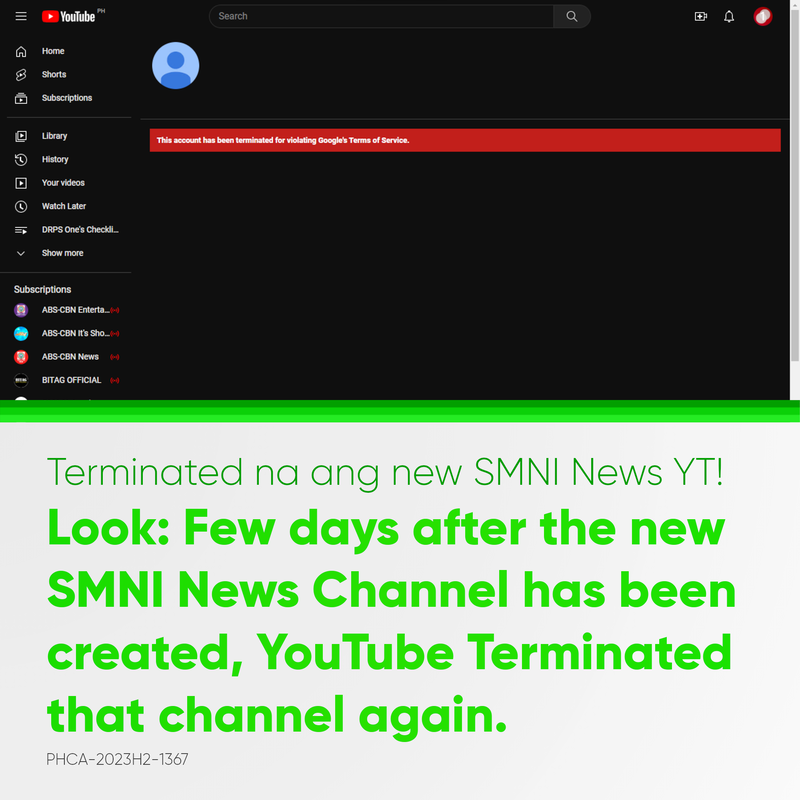 YouTube PH
Search
Home
Shorts
Subscriptions
This account has been terminated for violating Google's Terms of Service.
Library
History
Your videos
Watch Later
DRPS One's Checkli...
Show more
Subscriptions
ABS-CBN Enterta...
ABS-CBN It's Sho...
ABS-CBN News
BITAG OFFICIAL
Terminated na ang new SMNI News YT!
Look: Few days after the new
SMNI News Channel has been
created, YouTube Terminated
that channel again.
PHCA-2023H2-1367